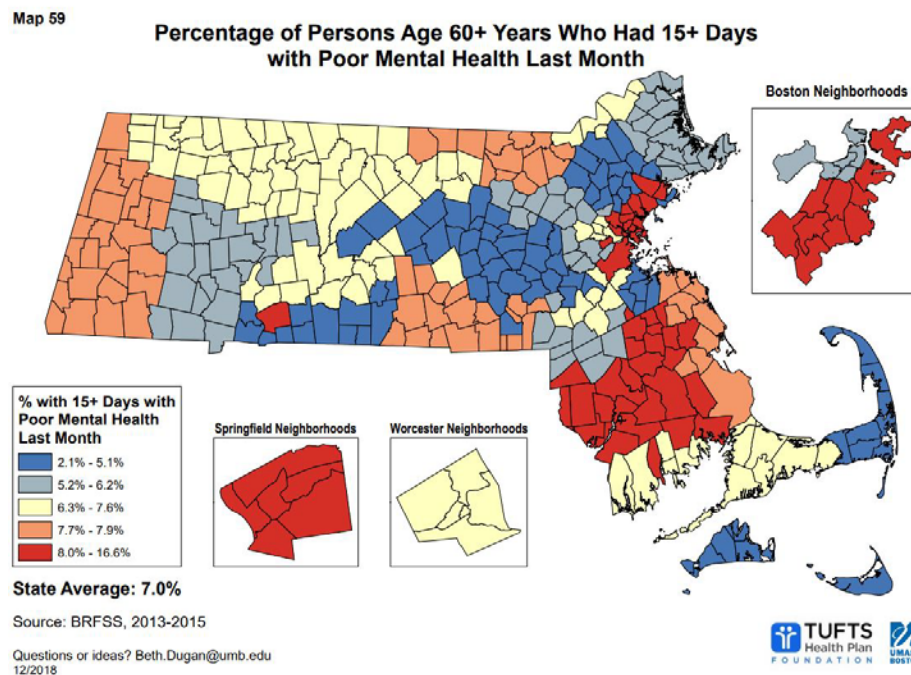 Map 59
Percentage of Persons Age 60+ Years Who Had 15+ Days
with Poor Mental Health Last Month
Boston Neighborhoods
% with 15+ Days with
Poor Mental Health
Last Month
2.1% - 5.1%
5.2% - 6.2%
6.3% - 7.6%
7.7% - 7.9%
8.0% - 16.6%
Springfield Neighborhoods
Worcester Neighborhoods
State Average: 7.0%
Source: BRFSS, 2013-2015
Questions or ideas? Beth.Dugan@umb.edu
12/2018
TUFTS
Health Plan
FOUNDATION